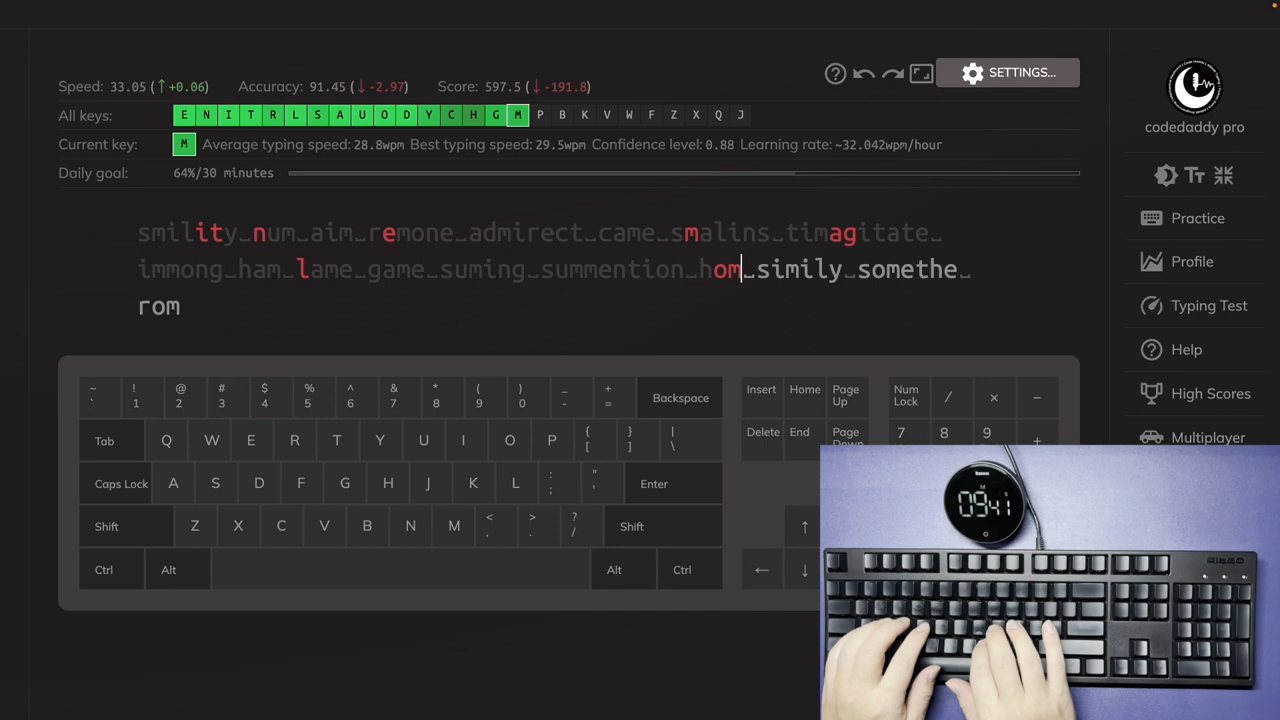 Speed: 33.05 (↑+0.06) Accuracy: 91.45 (↓-2.97) Score: 597.5 (↓-191.8)
SETTINGS...
All keys: E N I T R L S A U O D Y C H G M P B K V W F Z X Q J
codedaddy pro
Current key: M Average typing speed: 28.8wpm Best typing speed: 29.5wpm Confidence level: 0.88 Learning rate: ~32.042wpm/hour
Daily goal: 64%/30 minutes
Tt
Practice
Profile
Typing Test
Help
High Scores
Multiplayer
smility␣num␣aim␣remone␣admirect␣came␣smalins␣timagitate␣
immong␣ham␣lame␣game␣suming␣summention␣hom␣simily␣somethe␣
rom
~ ! @ # $ % ^ & * ( ) _ +
` 1 2 3 4 5 6 7 8 9 0 - = Backspace
Tab Q W E R T Y U I O P { [ } ] | \
Caps Lock A S D F G H J K L : ; " ' Enter
Shift Z X C V B N M < , > . ? / Shift
Ctrl Alt Alt Ctrl
Insert Home Page Up
Delete End Page Down
↑
← ↓
Num Lock / × −
7 8 9 +
M
09:41